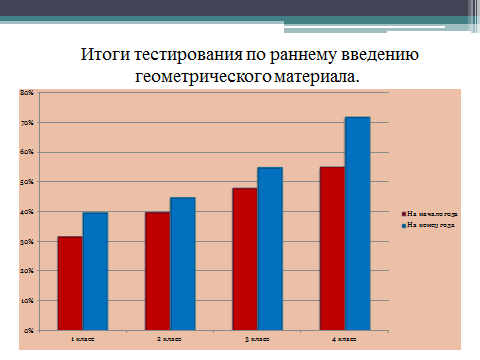 Итоги тестирования по раннему введению
геометрического материала.
80%
70%
60%
50%
40%
30%
20%
10%
0%
1 класс 2 класс 3 класс 4 класс
На начало года
На конец года